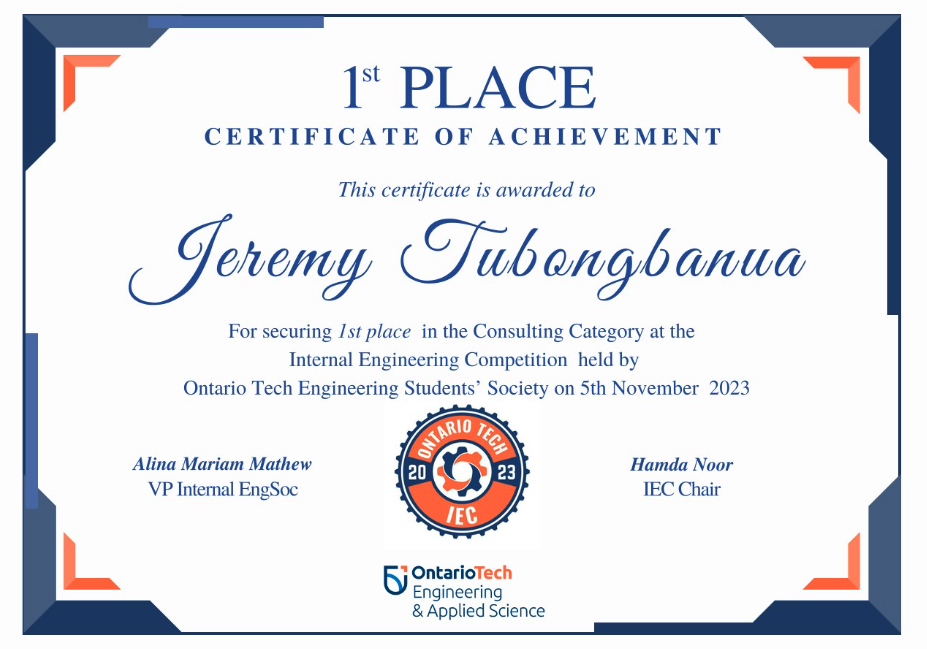 1st PLACE
CERTIFICATE OF ACHIEVEMENT
This certificate is awarded to
Jeremy Tubongbanua
For securing 1st place in the Consulting Category at the
Internal Engineering Competition held by
Ontario Tech Engineering Students’ Society on 5th November 2023
Alina Mariam Mathew
VP Internal EngSoc
ONTARIO TECH
20 23
IEC
Hamda Noor
IEC Chair
OntarioTech
Engineering
& Applied Science